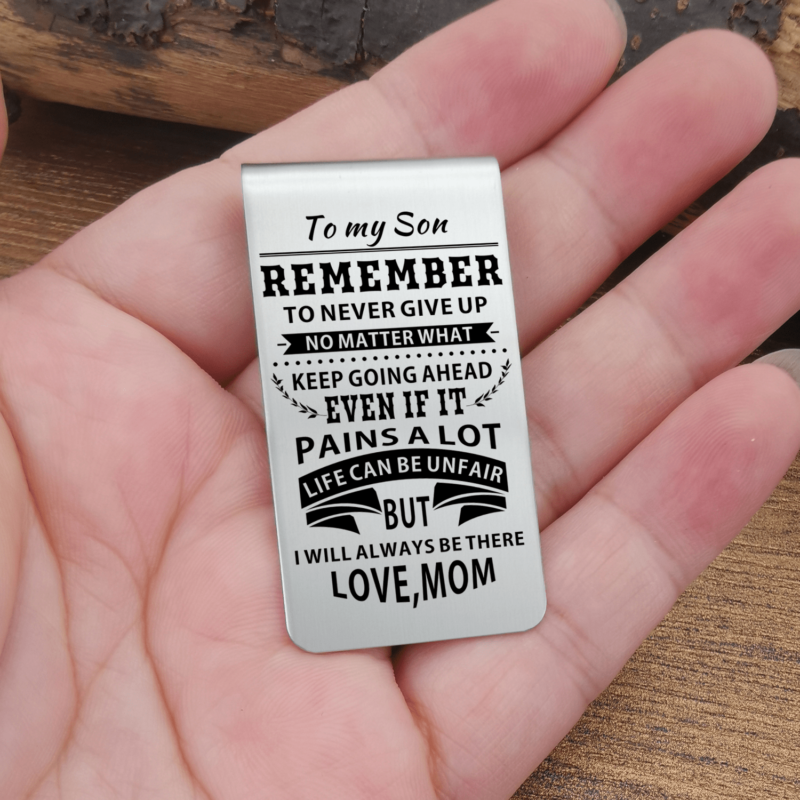 To my Son
REMEMBER
TO NEVER GIVE UP
NO MATTER WHAT
KEEP GOING AHEAD
EVEN IF IT
PAINS A LOT
LIFE CAN BE UNFAIR
BUT
I WILL ALWAYS BE THERE
LOVE,MOM